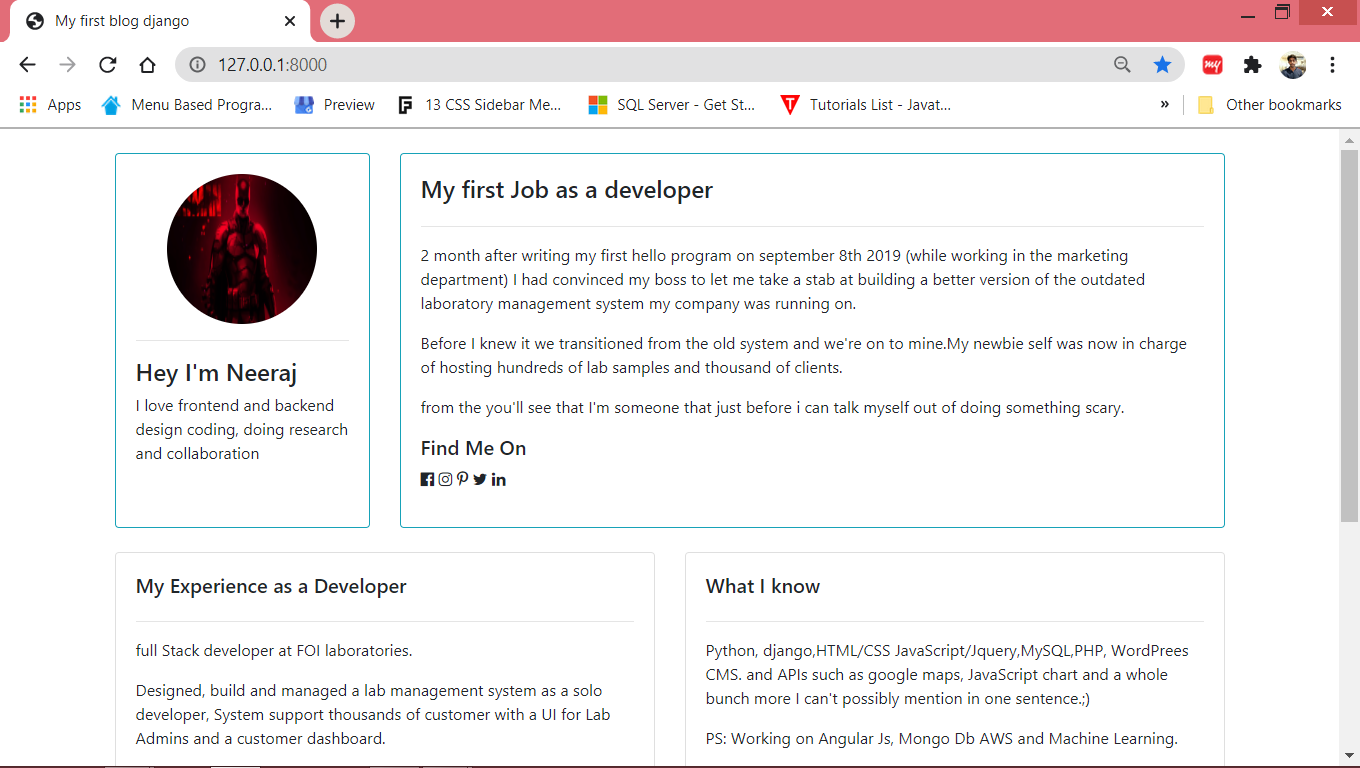 My first blog django
127.0.0.1:8000
my
Apps
Menu Based Progra...
Preview
13 CSS Sidebar Me...
SQL Server - Get St...
Tutorials List - Javat...
»
Other bookmarks
Hey I'm Neeraj
I love frontend and backend
design coding, doing research
and collaboration
My first Job as a developer
2 month after writing my first hello program on september 8th 2019 (while working in the marketing
department) I had convinced my boss to let me take a stab at building a better version of the outdated
laboratory management system my company was running on.
Before I knew it we transitioned from the old system and we're on to mine.My newbie self was now in charge
of hosting hundreds of lab samples and thousand of clients.
from the you'll see that I'm someone that just before i can talk myself out of doing something scary.
Find Me On
My Experience as a Developer
full Stack developer at FOI laboratories.
Designed, build and managed a lab management system as a solo
developer, System support thousands of customer with a UI for Lab
Admins and a customer dashboard.
What I know
Python, django,HTML/CSS JavaScript/Jquery,MySQL,PHP, WordPrees
CMS. and APIs such as google maps, JavaScript chart and a whole
bunch more I can't possibly mention in one sentence.;)
PS: Working on Angular Js, Mongo Db AWS and Machine Learning.